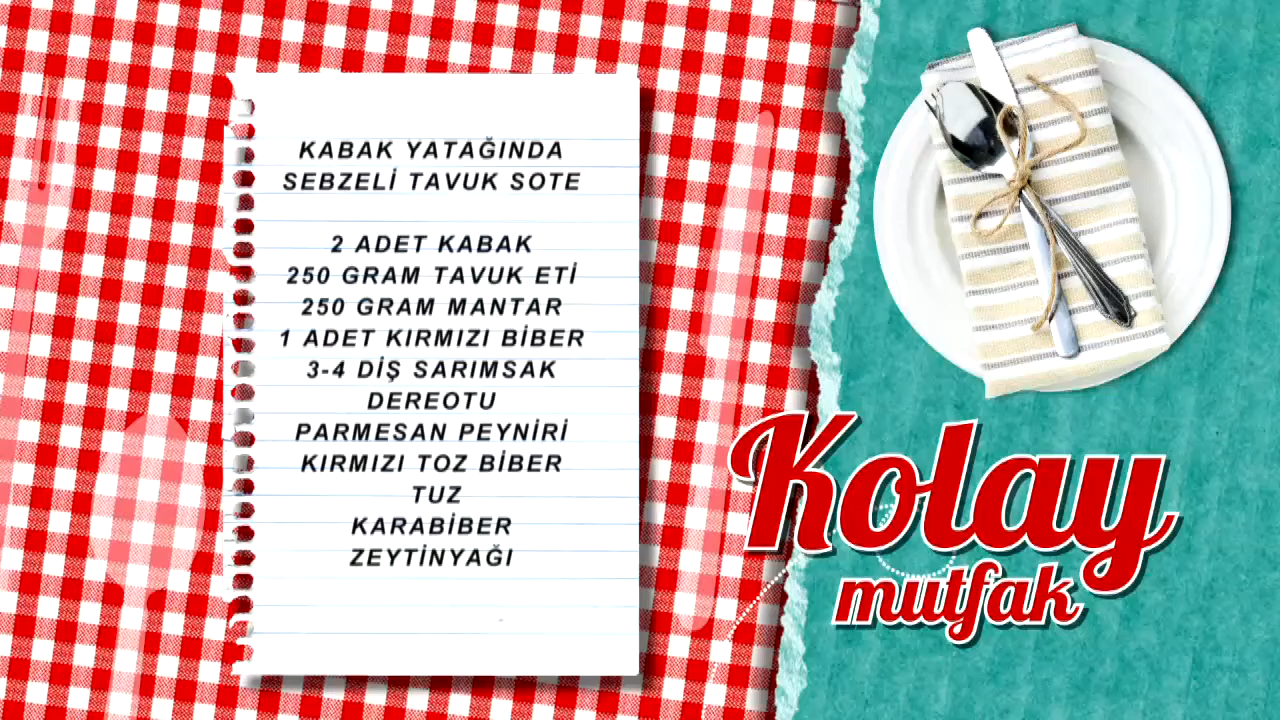 KABAK YATAĞINDA
SEBZELİ TAVUK SOTE
2 ADET KABAK
250 GRAM TAVUK ETİ
250 GRAM MANTAR
1 ADET KIRMIZI BİBER
3-4 DİŞ SARIMSAK
DEREOTU
PARMESAN PEYNİRİ
KIRMIZI TOZ BİBER
TUZ
KARABİBER
ZEYTİNYAĞI
Kolay
mutfak